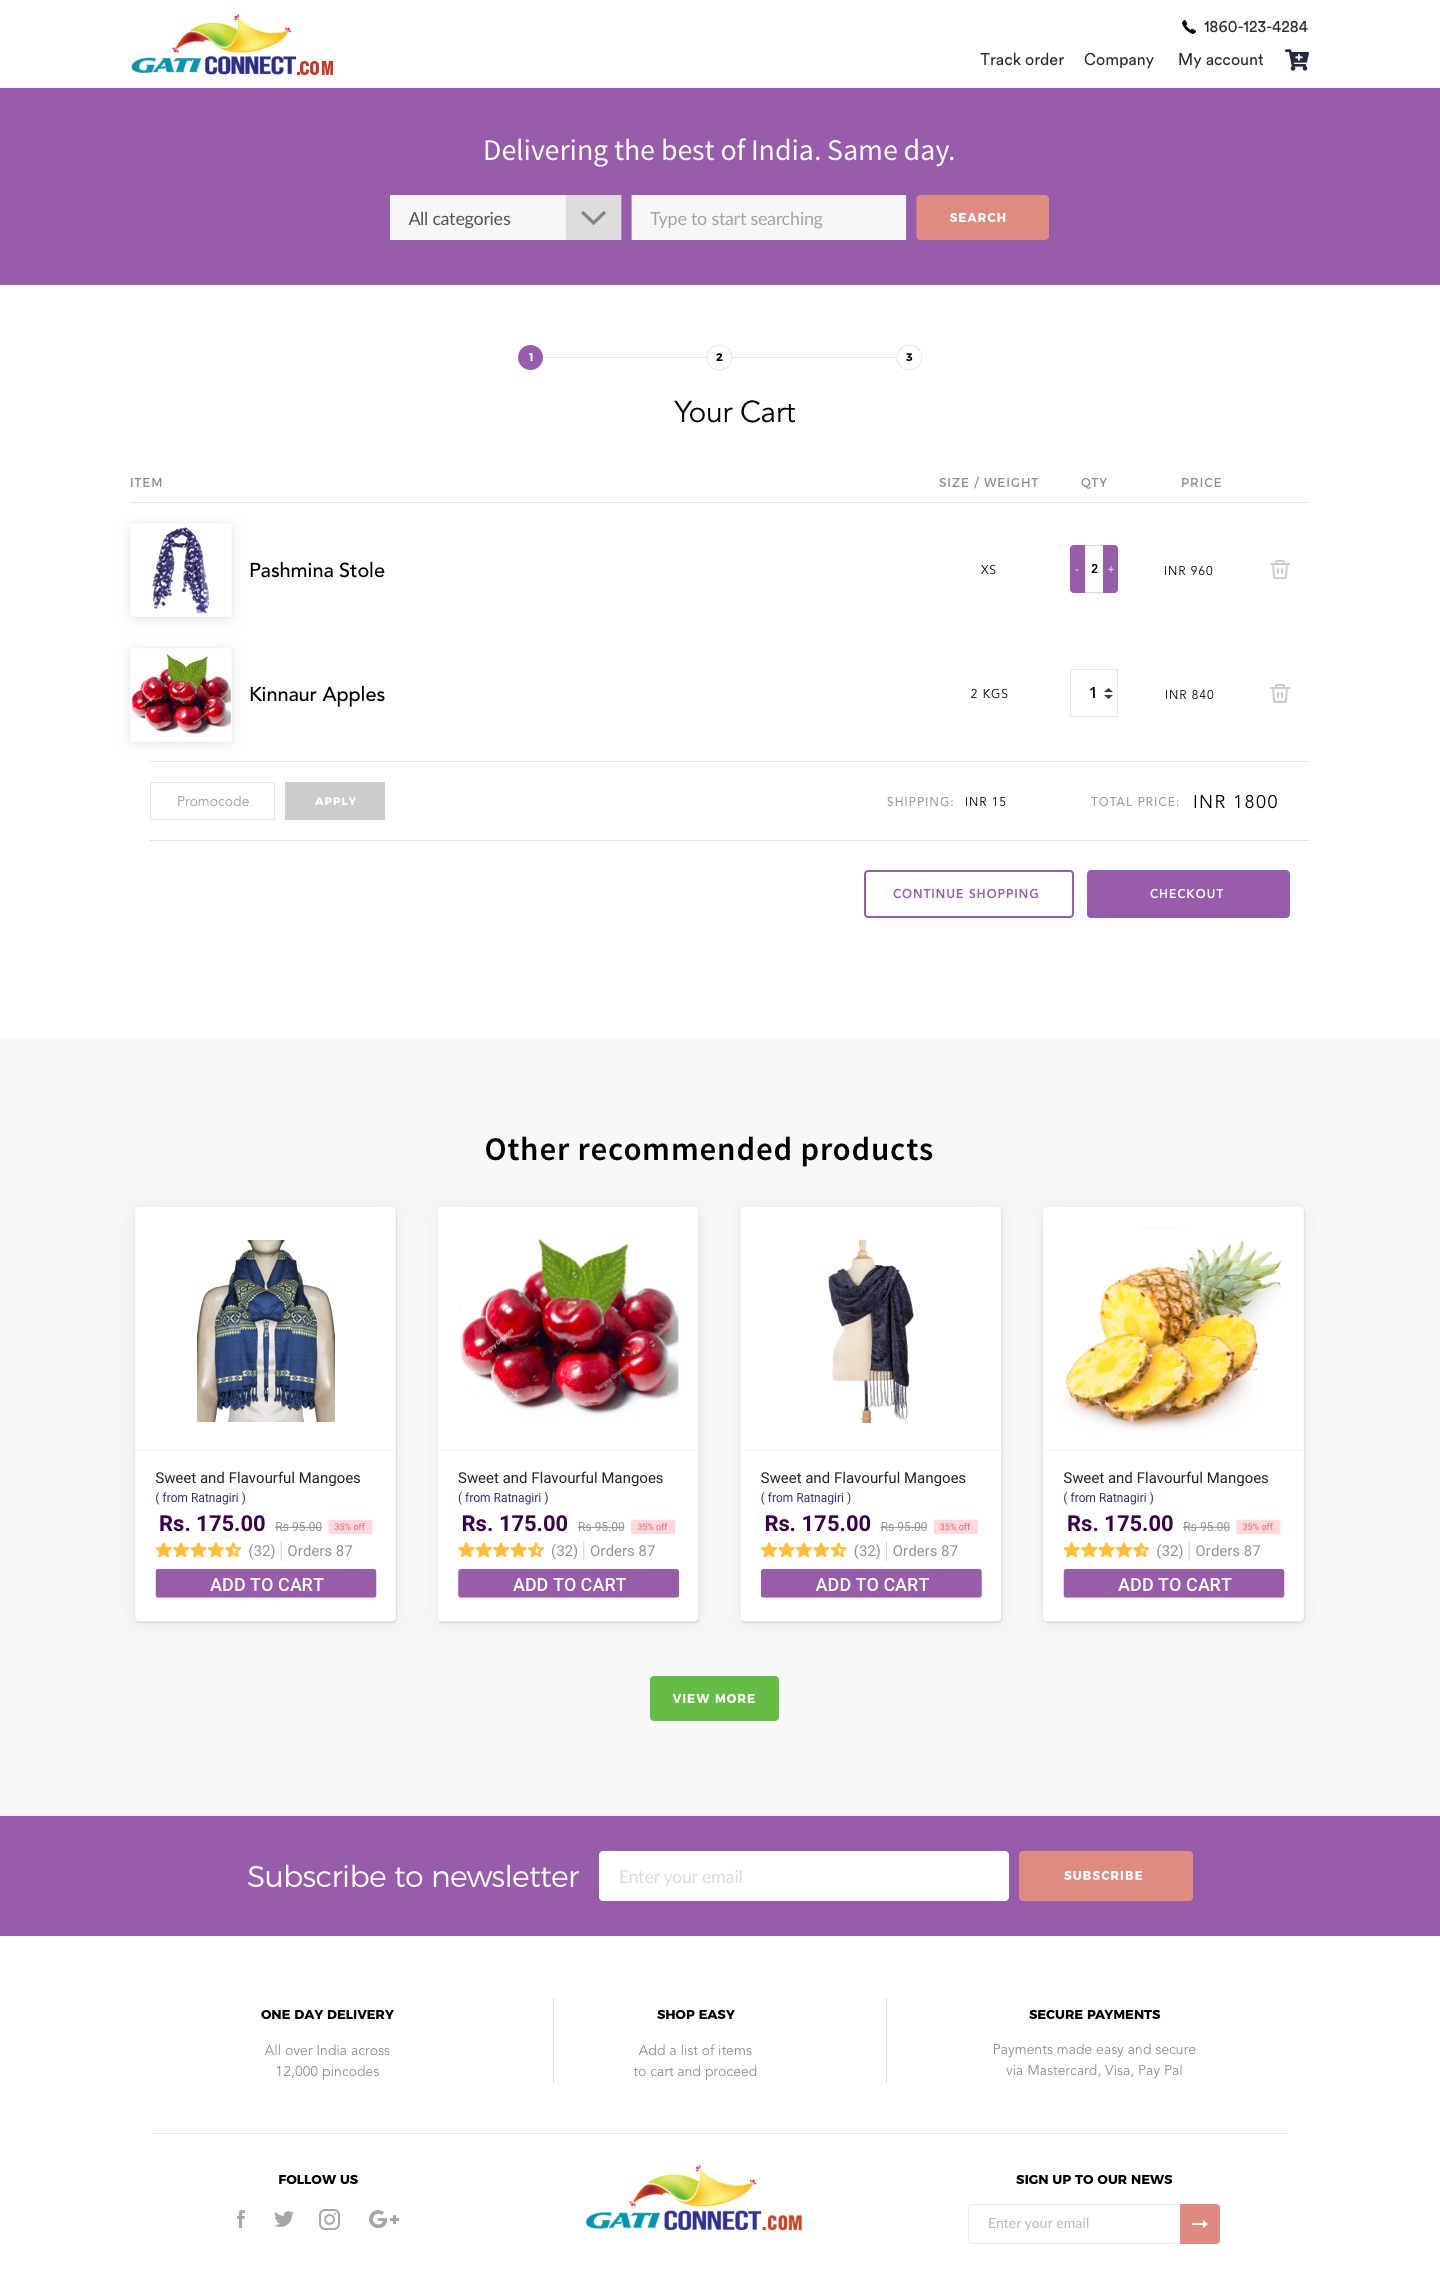 1860-123-4284
GATI CONNECT.COM
Track order Company My account
Delivering the best of India. Same day.
All categories Type to start searching SEARCH
1 2 3
Your Cart
ITEM SIZE / WEIGHT QTY PRICE
Pashmina Stole XS - 2 + INR 960
Kinnaur Apples 2 KGS 1 INR 840
Promocode APPLY SHIPPING: INR 15 TOTAL PRICE: INR 1800
CONTINUE SHOPPING CHECKOUT
Other recommended products
Sweet and Flavourful Mangoes
( from Ratnagiri )
Rs. 175.00 Rs 95.00 35% off
(32) Orders 87
ADD TO CART
Sweet and Flavourful Mangoes
( from Ratnagiri )
Rs. 175.00 Rs 95.00 35% off
(32) Orders 87
ADD TO CART
Sweet and Flavourful Mangoes
( from Ratnagiri )
Rs. 175.00 Rs 95.00 35% off
(32) Orders 87
ADD TO CART
Sweet and Flavourful Mangoes
( from Ratnagiri )
Rs. 175.00 Rs 95.00 35% off
(32) Orders 87
ADD TO CART
VIEW MORE
Subscribe to newsletter Enter your email SUBSCRIBE
ONE DAY DELIVERY
All over India across
12,000 pincodes
SHOP EASY
Add a list of items
to cart and proceed
SECURE PAYMENTS
Payments made easy and secure
via Mastercard, Visa, Pay Pal
FOLLOW US
GATI CONNECT.COM
SIGN UP TO OUR NEWS
Enter your email